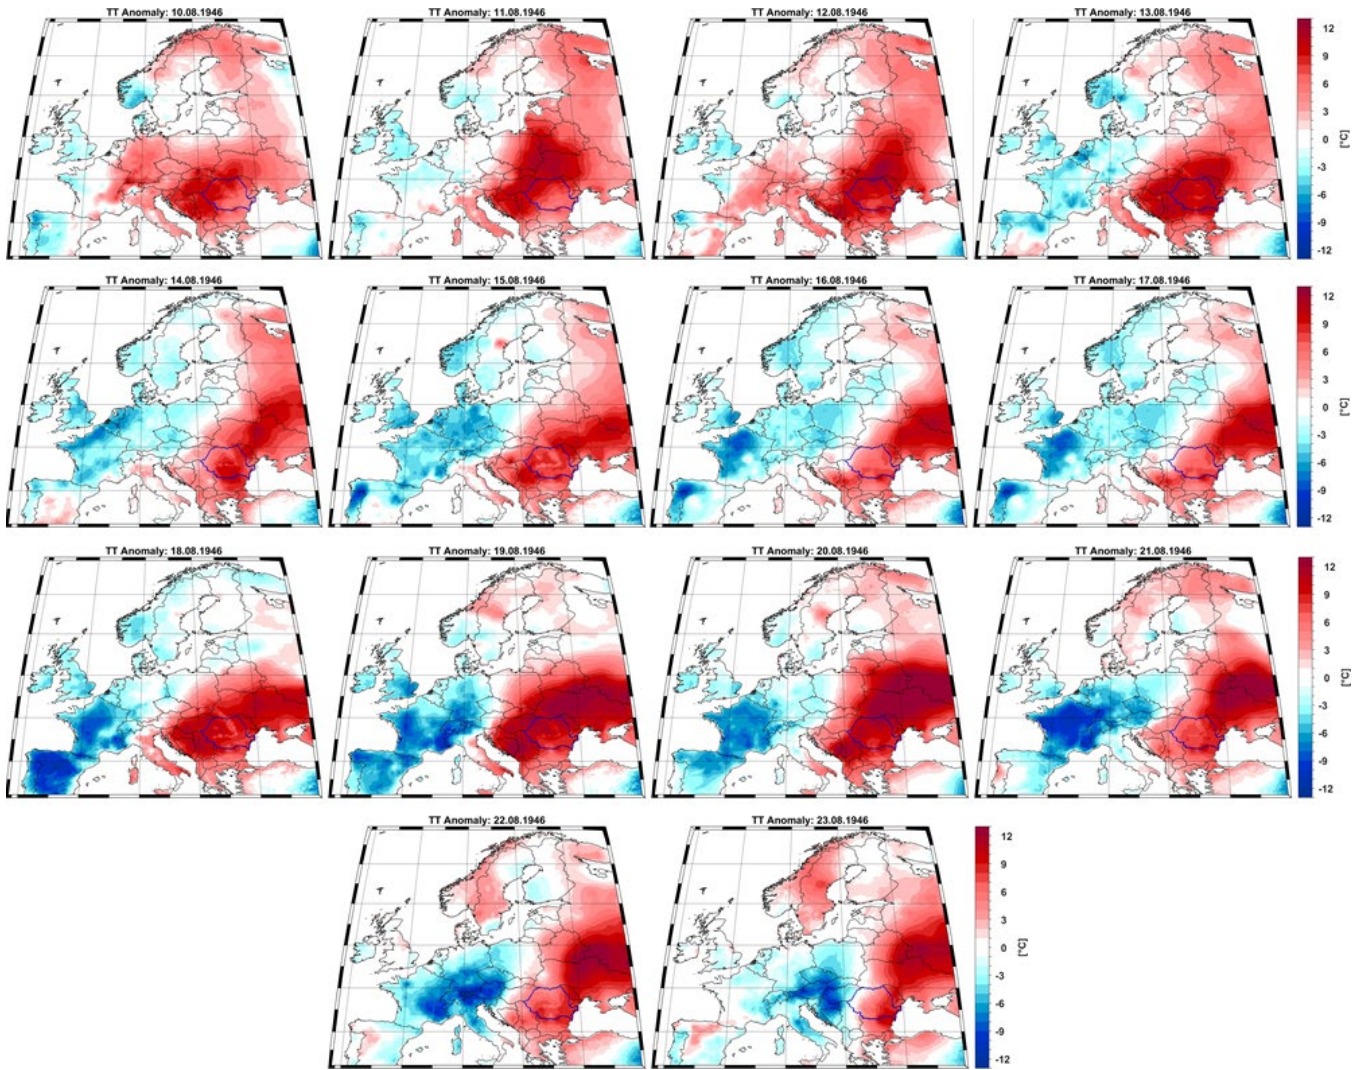 TT Anomaly: 10.08.1946
TT Anomaly: 11.08.1946
TT Anomaly: 12.08.1946
TT Anomaly: 13.08.1946
12
9
6
3
0
-3
-6
-9
-12
[°C]
TT Anomaly: 14.08.1946
TT Anomaly: 15.08.1946
TT Anomaly: 16.08.1946
TT Anomaly: 17.08.1946
12
9
6
3
0
-3
-6
-9
-12
[°C]
TT Anomaly: 18.08.1946
TT Anomaly: 19.08.1946
TT Anomaly: 20.08.1946
TT Anomaly: 21.08.1946
12
9
6
3
0
-3
-6
-9
-12
[°C]
TT Anomaly: 22.08.1946
TT Anomaly: 23.08.1946
12
9
6
3
0
-3
-6
-9
-12
[°C]